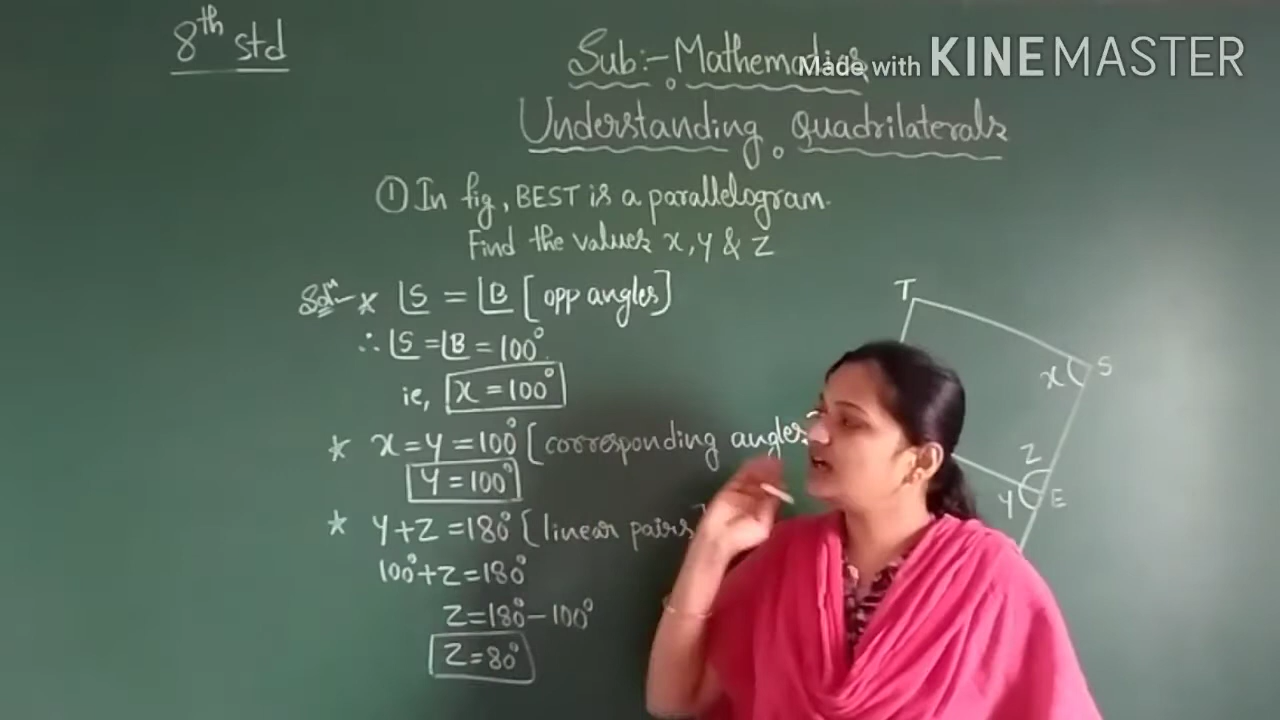 8th std
Sub:- Mathematics
Made with KINEMASTER
Understanding Quadrilaterals
① In fig, BEST is a parallelogram.
Find the values x, y & z
Soln:- * ∠S = ∠B [opp angles]
∴ ∠S = ∠B = 100°.
ie, x = 100°
* x = y = 100° [corresponding angles]
y = 100°
* y + z = 180° [linear pairs]
100° + z = 180°
z = 180° - 100°
z = 80°
T
x S
z
y E